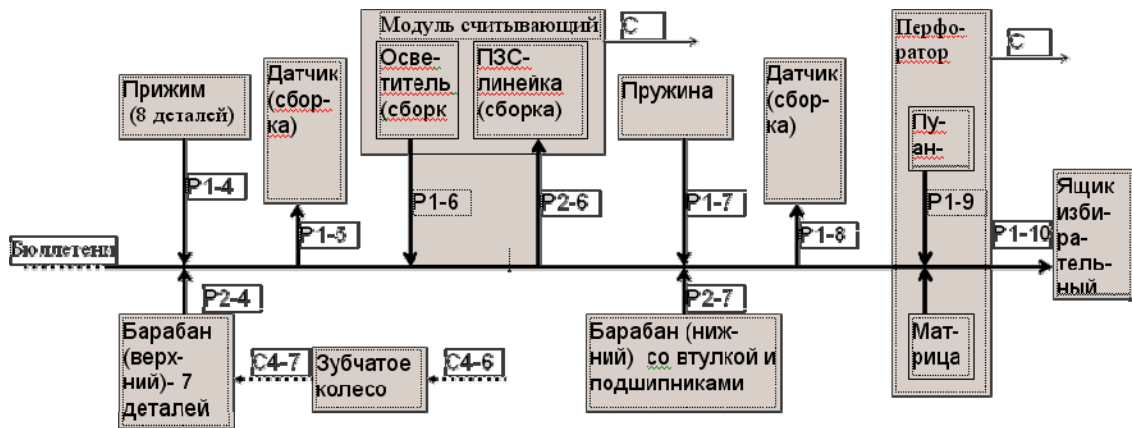 Модуль считывающий
С
Осве-
титель
(сборк
ПЗС-
линейка
(сборка)
Перфо-
ратор
С
Прижим
(8 деталей)
Датчик
(сбор-
ка)
Пружина
Датчик
(сбор-
ка)
Пу-
ан-
Р1-4
Р1-5
Р1-6
Р2-6
Р1-7
Р1-8
Р1-9
Р1-10
Ящик
изби-
ра-
тель-
ный
Бюллетени
Р2-4
Р2-7
Барабан
(верх-
ний)- 7
деталей
С4-7
Зубчатое
колесо
С4-6
Барабан (ниж-
ний) со втулкой и
подшипниками
Мат-
рица